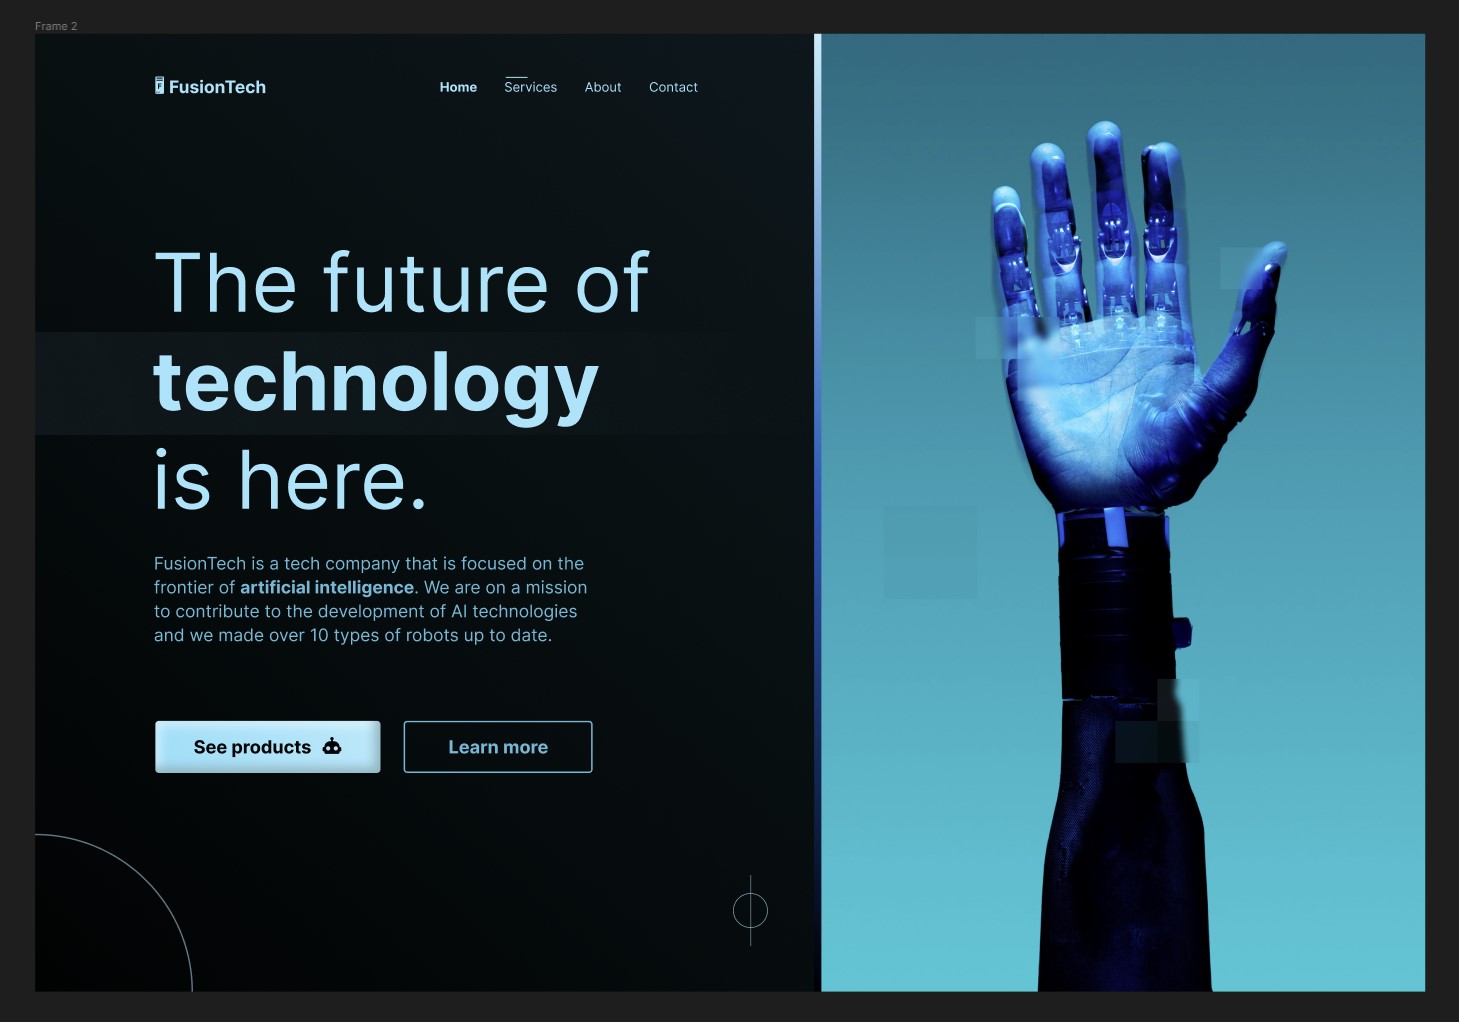 Frame 2
FusionTech
Home Services About Contact
The future of
technology
is here.
FusionTech is a tech company that is focused on the
frontier of artificial intelligence. We are on a mission
to contribute to the development of AI technologies
and we made over 10 types of robots up to date.
See products
Learn more